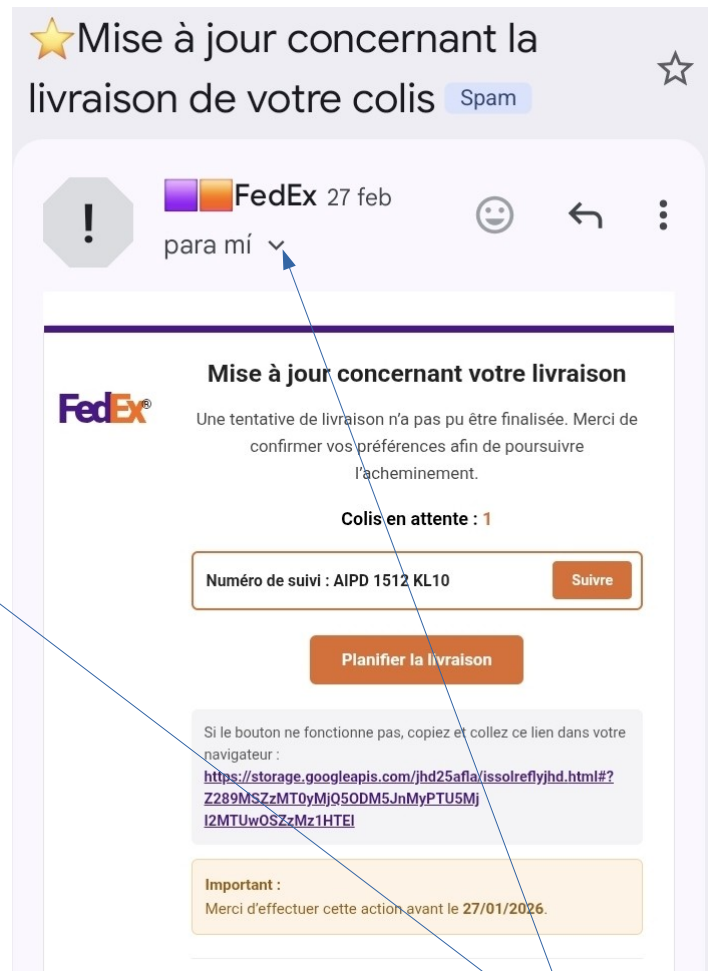 ⭐Mise à jour concernant la
livraison de votre colis Spam
!
🟪🟧FedEx 27 feb
para mí
FedEx®
Mise à jour concernant votre livraison
Une tentative de livraison n’a pas pu être finalisée. Merci de
confirmer vos préférences afin de poursuivre
l’acheminement.
Colis en attente : 1
Numéro de suivi : AIPD 1512 KL10 Suivre
Planifier la livraison
Si le bouton ne fonctionne pas, copiez et collez ce lien dans votre
navigateur :
https://storage.googleapis.com/jhd25afla/issolreflyjhd.html#?
Z289MSZzMT0yMjQ5ODM5JnMyPTU5Mj
I2MTUwOSZzMz1HTEI
Important :
Merci d’effectuer cette action avant le 27/01/2026.